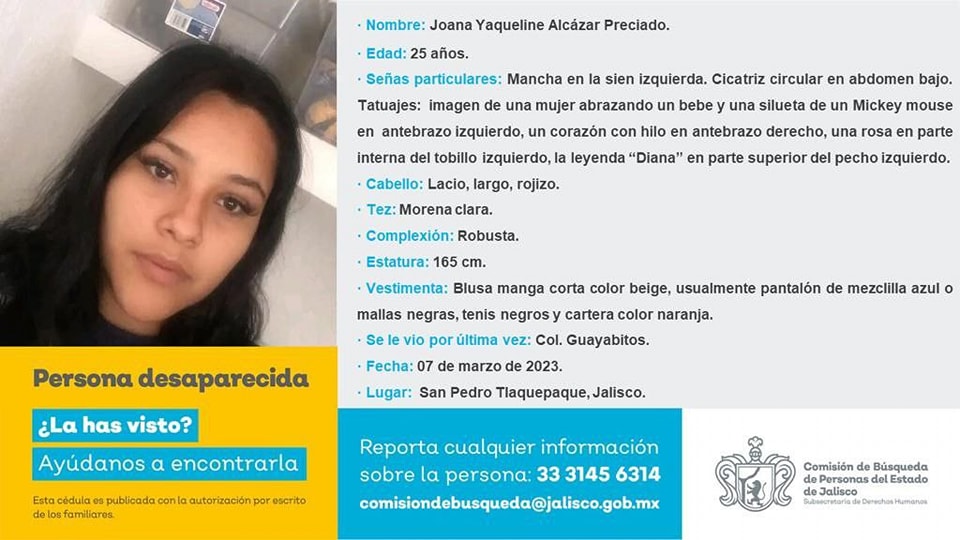 · Nombre: Joana Yaqueline Alcázar Preciado.
· Edad: 25 años.
· Señas particulares: Mancha en la sien izquierda. Cicatriz circular en abdomen bajo.
Tatuajes: imagen de una mujer abrazando un bebe y una silueta de un Mickey mouse
en antebrazo izquierdo, un corazón con hilo en antebrazo derecho, una rosa en parte
interna del tobillo izquierdo, la leyenda “Diana” en parte superior del pecho izquierdo.
· Cabello: Lacio, largo, rojizo.
· Tez: Morena clara.
· Complexión: Robusta.
· Estatura: 165 cm.
· Vestimenta: Blusa manga corta color beige, usualmente pantalón de mezclilla azul o
mallas negras, tenis negros y cartera color naranja.
· Se le vio por última vez: Col. Guayabitos.
· Fecha: 07 de marzo de 2023.
· Lugar: San Pedro Tlaquepaque, Jalisco.
Persona desaparecida
¿La has visto?
Ayúdanos a encontrarla
Esta cédula es publicada con la autorización por escrito
de los familiares.
Reporta cualquier información
sobre la persona: 33 3145 6314
comisiondebusqueda@jalisco.gob.mx
Comisión de Búsqueda
de Personas del Estado
de Jalisco
Subsecretaría de Derechos Humanos